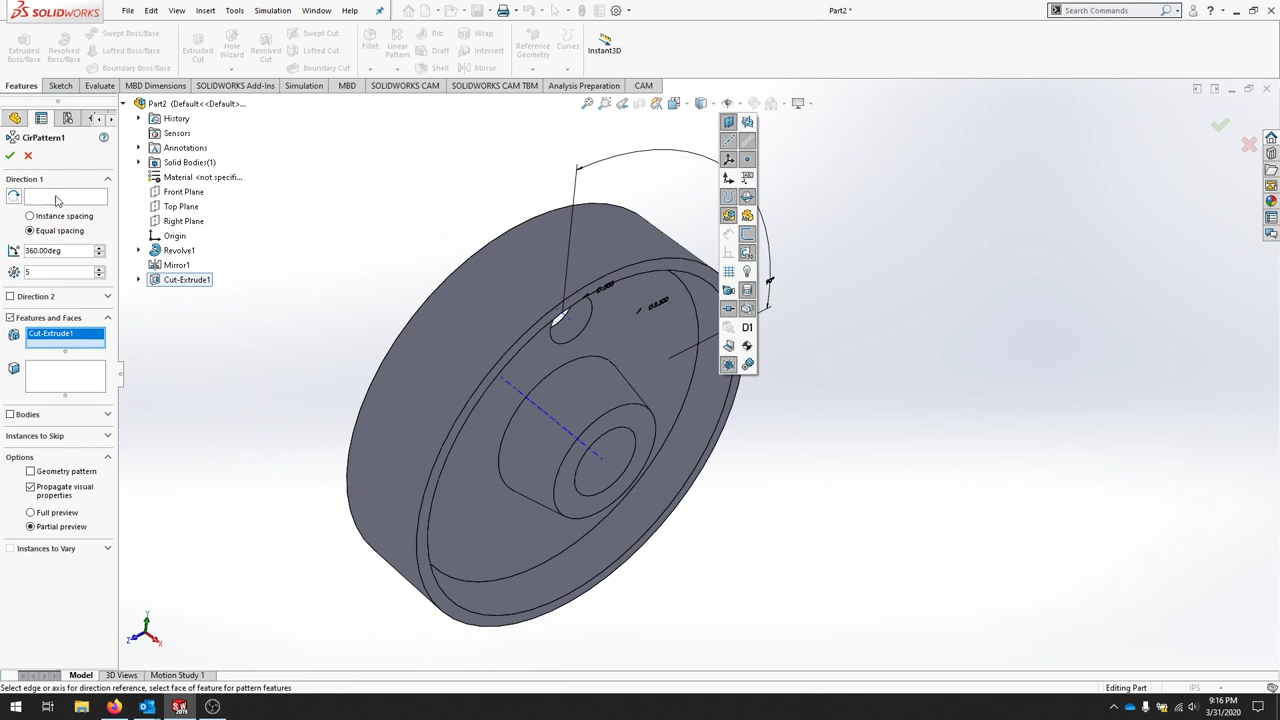 SOLIDWORKS
File Edit View Insert Tools Simulation Window Help
Part2 *
Search Commands
Extruded Boss/Base
Revolved Boss/Base
Swept Boss/Base
Lofted Boss/Base
Boundary Boss/Base
Extruded Cut
Hole Wizard
Revolved Cut
Swept Cut
Lofted Cut
Boundary Cut
Fillet
Linear Pattern
Rib
Draft
Shell
Wrap
Intersect
Mirror
Reference Geometry
Curves
Instant3D
Features Sketch Evaluate MBD Dimensions SOLIDWORKS Add-Ins Simulation MBD SOLIDWORKS CAM SOLIDWORKS CAM TBM Analysis Preparation CAM
CirPattern1
Direction 1
Instance spacing
Equal spacing
360.00deg
5
Direction 2
Features and Faces
Cut-Extrude1
Bodies
Instances to Skip
Options
Geometry pattern
Propagate visual properties
Full preview
Partial preview
Instances to Vary
Part2 (Default<<Default>...
History
Sensors
Annotations
Solid Bodies(1)
Material <not specifi...
Front Plane
Top Plane
Right Plane
Origin
Revolve1
Mirror1
Cut-Extrude1
D1
Y
Z
X
Model 3D Views Motion Study 1
Select edge or axis for direction reference, select face of feature for pattern features
Editing Part
IPS
9:16 PM
3/31/2020